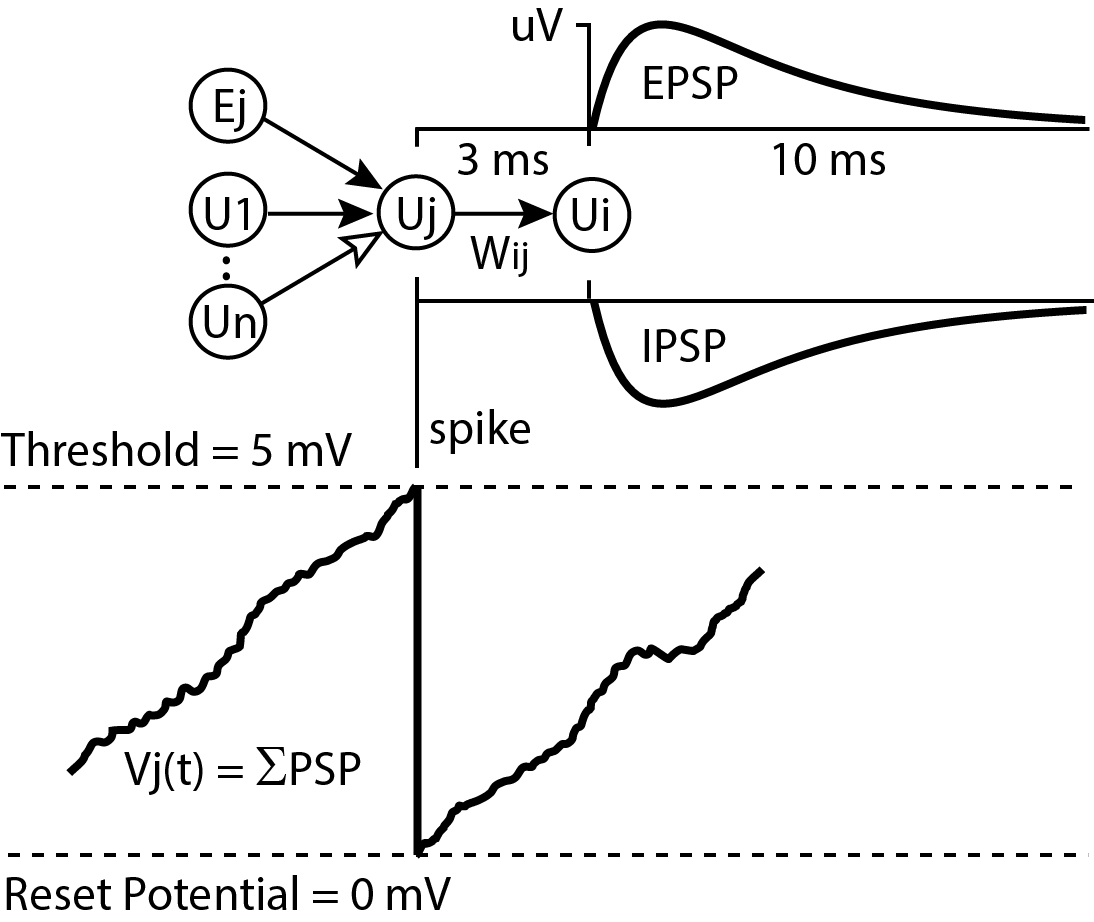 uV
EPSP
Ej
3 ms
10 ms
U1
Uj
Ui
Wij
Un
IPSP
spike
Threshold = 5 mV
Vj(t) = ∑PSP
Reset Potential = 0 mV